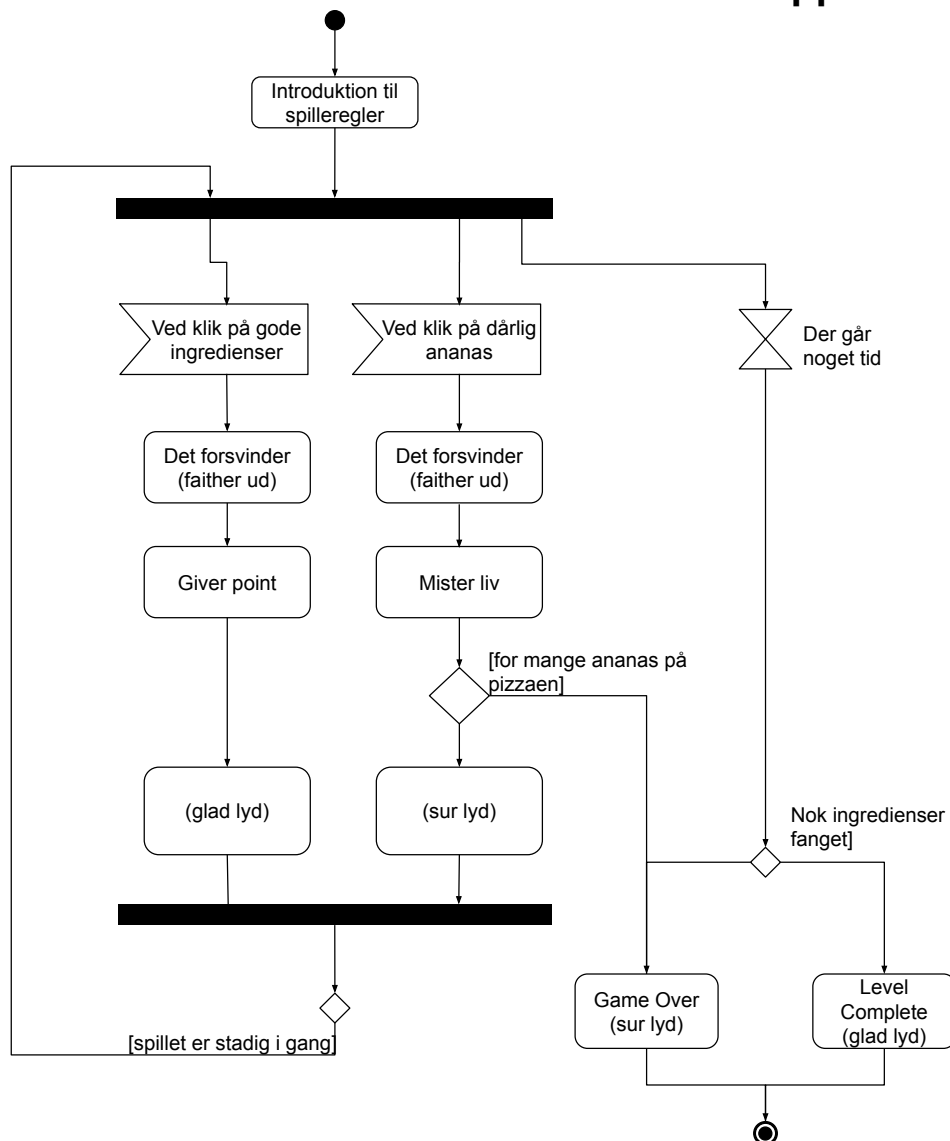 Introduktion til
spilleregler
Ved klik på gode
ingredienser
Ved klik på dårlig
ananas
Der går
noget tid
Det forsvinder
(faither ud)
Det forsvinder
(faither ud)
Giver point
Mister liv
[for mange ananas på
pizzaen]
(glad lyd)
(sur lyd)
Nok ingredienser
fanget]
Game Over
(sur lyd)
Level
Complete
(glad lyd)
[spillet er stadig i gang]